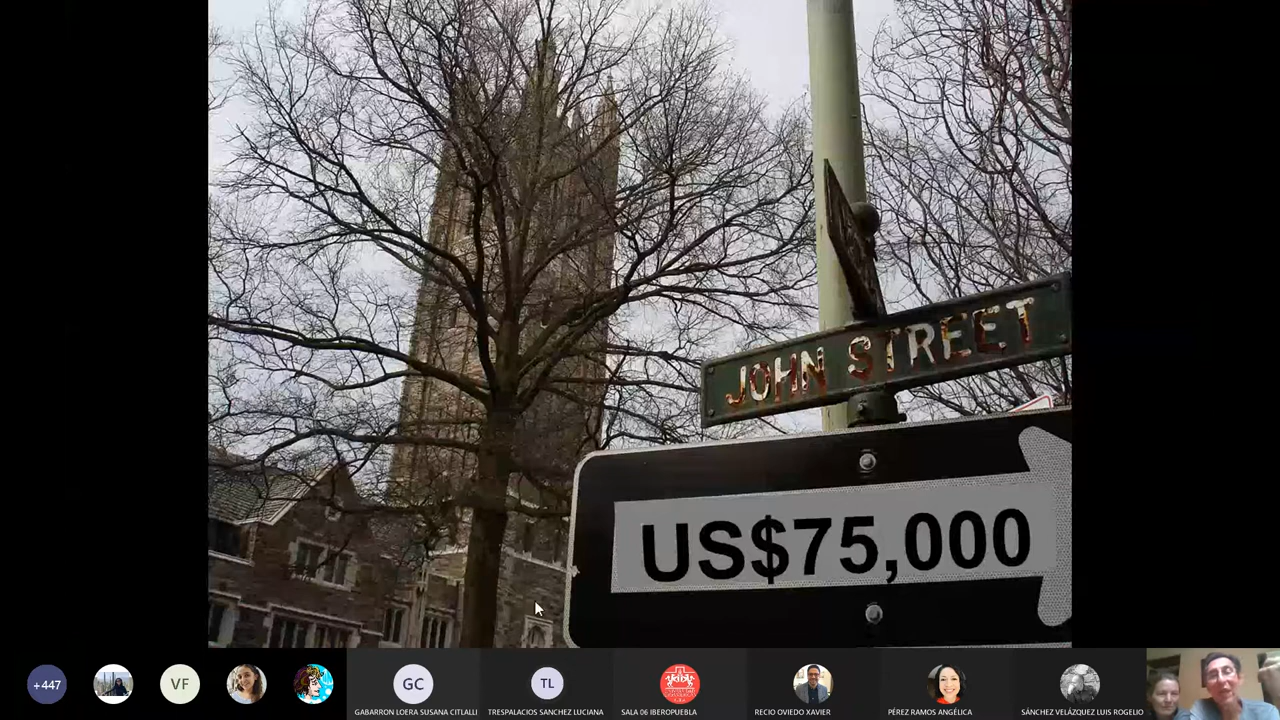 JOHN STREET
US$75,000
+447
VF
GC
TL
GABARRON LOERA SUSANA CITLALLI
TRESPALACIOS SANCHEZ LUCIANA
SALA 06 IBEROPUEBLA
RECIO OVIEDO XAVIER
PÉREZ RAMOS ANGÉLICA
SÁNCHEZ VELÁZQUEZ LUIS ROGELIO